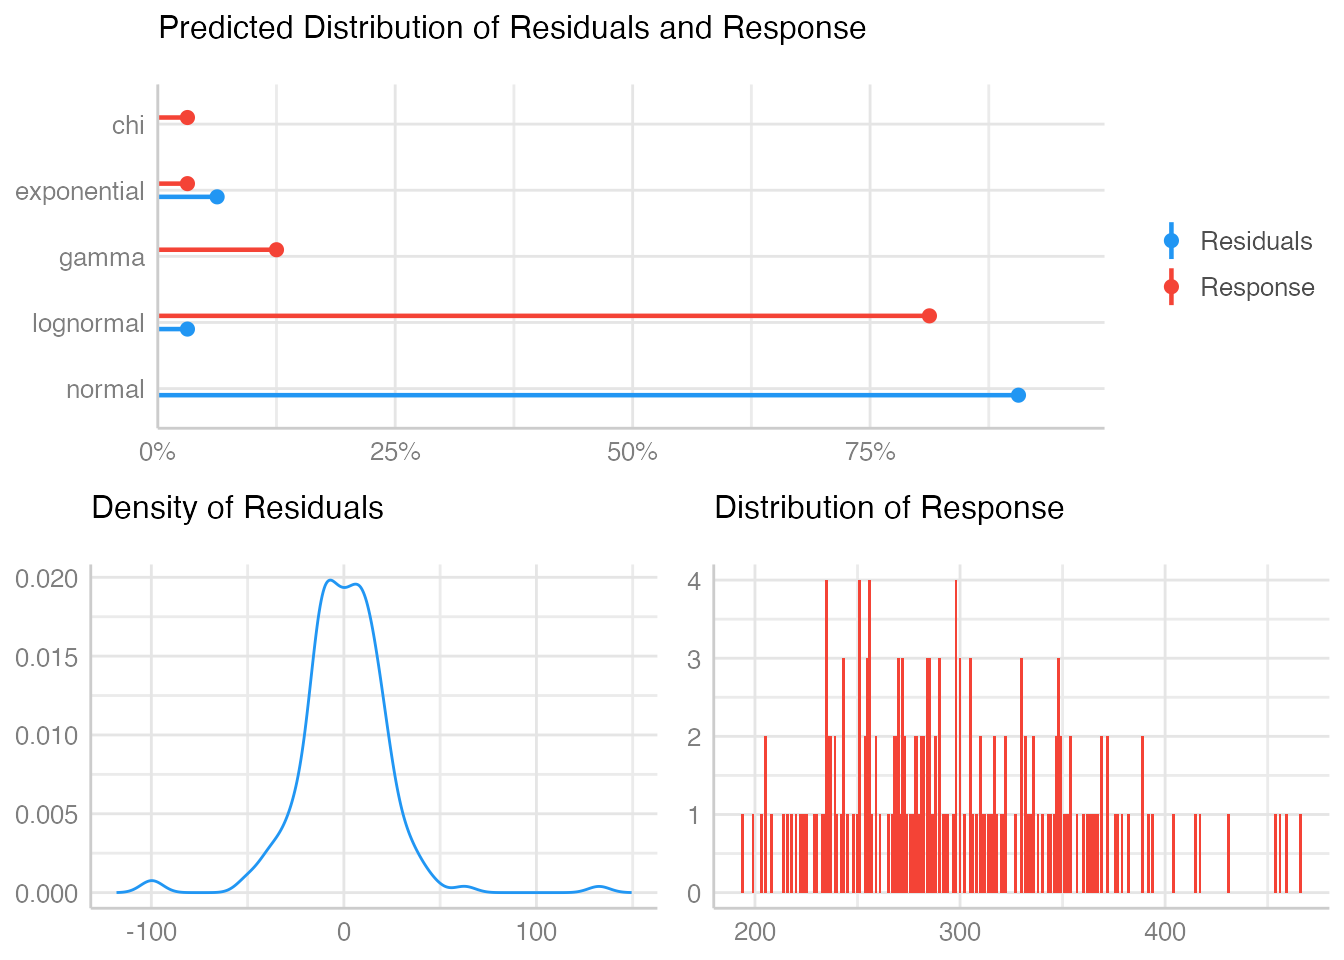 Predicted Distribution of Residuals and Response
chi
exponential
gamma
lognormal
normal
0% 25% 50% 75%
Residuals
Response
Density of Residuals
0.020
0.015
0.010
0.005
0.000
-100 0 100
Distribution of Response
4
3
2
1
0
200 300 400